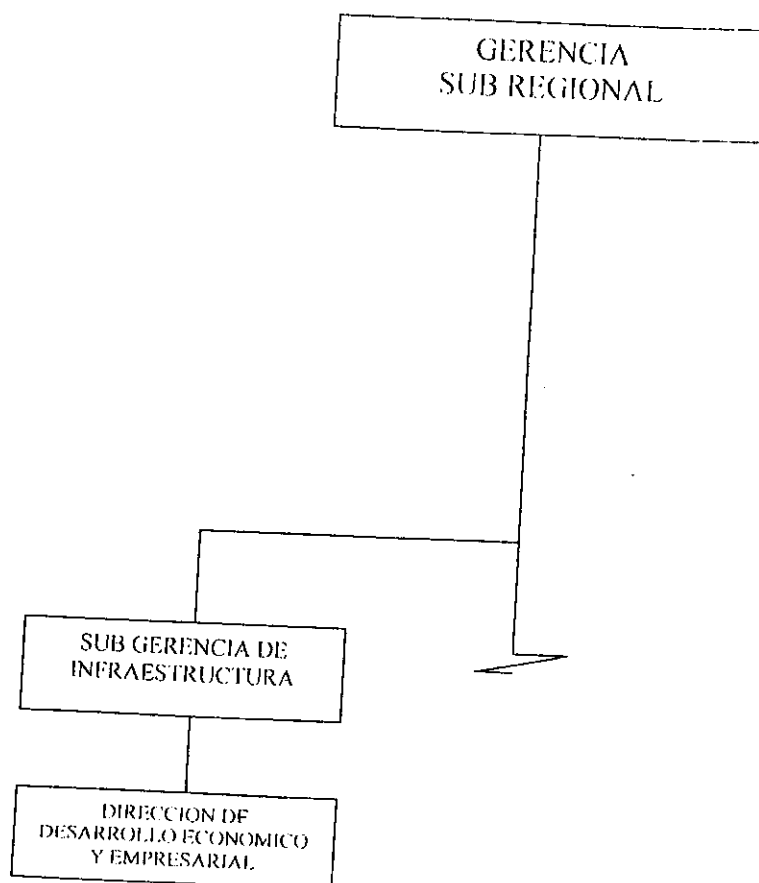 GERENCIA
SUB REGIONAL
SUB GERENCIA DE
INFRAESTRUCTURA
DIRECCION DE
DESARROLLO ECONOMICO
Y EMPRESARIAL